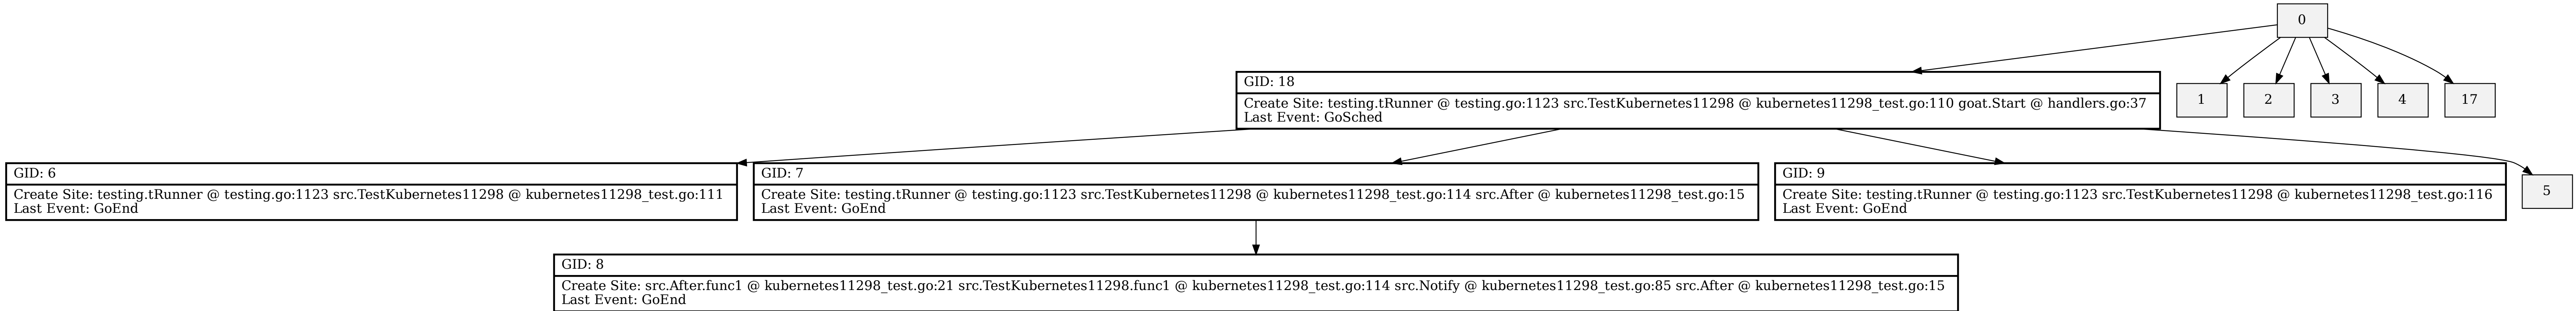 0
GID: 18
Create Site: testing.tRunner @ testing.go:1123 src.TestKubernetes11298 @ kubernetes11298_test.go:110 goat.Start @ handlers.go:37
Last Event: GoSched
1
2
3
4
17
GID: 6
Create Site: testing.tRunner @ testing.go:1123 src.TestKubernetes11298 @ kubernetes11298_test.go:111
Last Event: GoEnd
GID: 7
Create Site: testing.tRunner @ testing.go:1123 src.TestKubernetes11298 @ kubernetes11298_test.go:114 src.After @ kubernetes11298_test.go:15
Last Event: GoEnd
GID: 9
Create Site: testing.tRunner @ testing.go:1123 src.TestKubernetes11298 @ kubernetes11298_test.go:116
Last Event: GoEnd
5
GID: 8
Create Site: src.After.func1 @ kubernetes11298_test.go:21 src.TestKubernetes11298.func1 @ kubernetes11298_test.go:114 src.Notify @ kubernetes11298_test.go:85 src.After @ kubernetes11298_test.go:15
Last Event: GoEnd